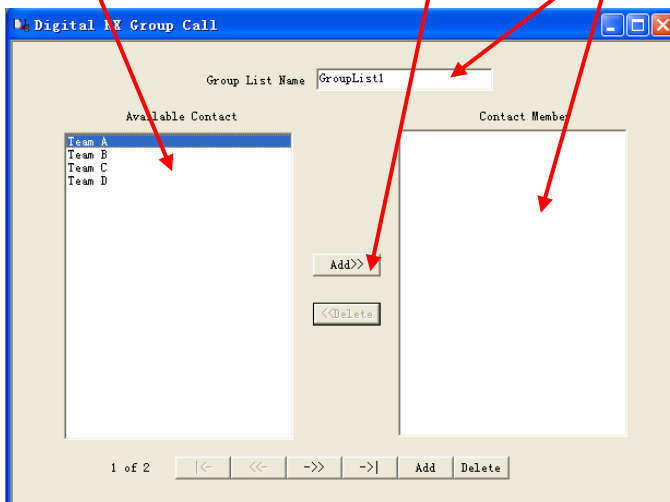 Digital RX Group Call
Group List Name GroupList1
Available Contact Contact Member
Team A
Team B
Team C
Team D
Add>>
<<Delete
1 of 2 |<- <<- ->> ->| Add Delete